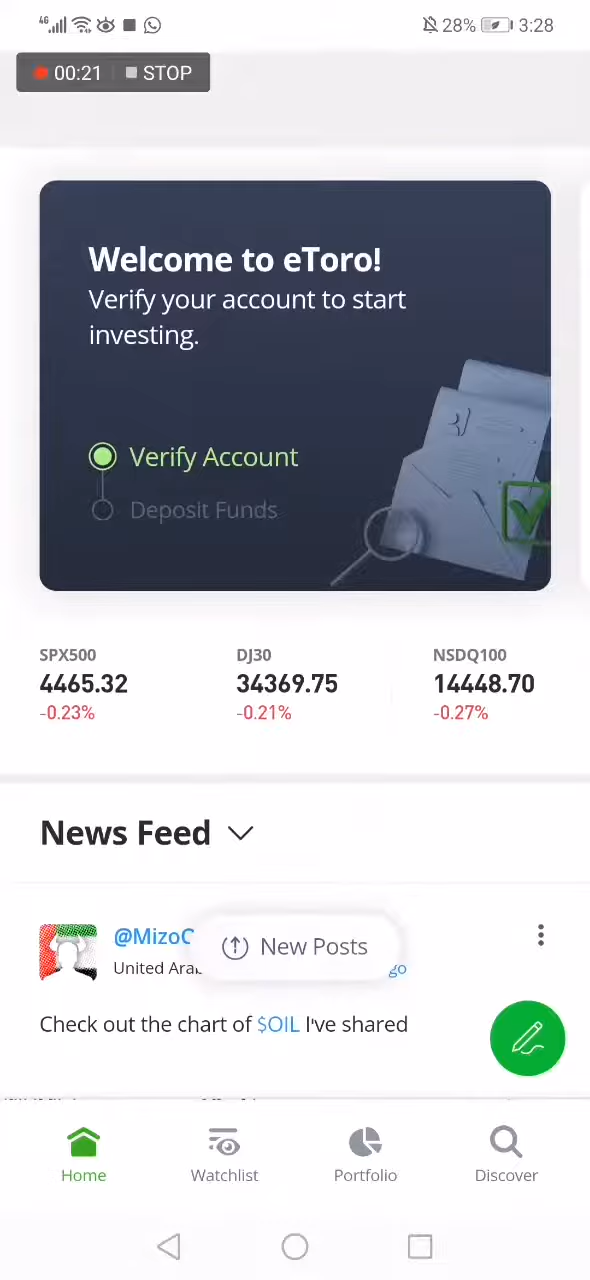 4G 28% 3:28
00:21 STOP
Welcome to eToro!
Verify your account to start
investing.
Verify Account
Deposit Funds
SPX500 DJ30 NSDQ100
4465.32 34369.75 14448.70
-0.23% -0.21% -0.27%
News Feed
@MizoC
New Posts
United Ara
go
Check out the chart of $OIL I've shared
Home Watchlist Portfolio Discover